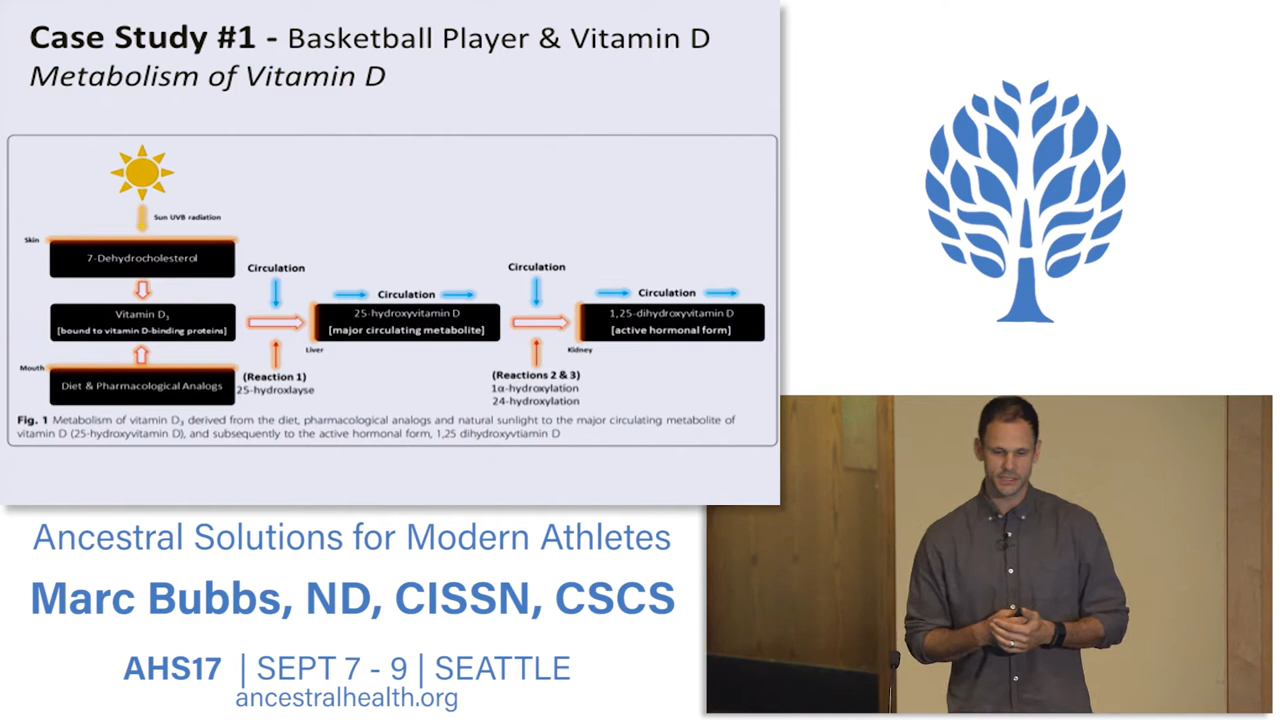 Case Study #1 - Basketball Player & Vitamin D
Metabolism of Vitamin D
Sun UVB radiation
Skin
7-Dehydrocholesterol
Circulation
Circulation
Circulation
Circulation
Vitamin D₃
[bound to vitamin D-binding proteins]
25-hydroxyvitamin D
[major circulating metabolite]
1,25-dihydroxyvitamin D
[active hormonal form]
Liver
Kidney
Mouth
Diet & Pharmacological Analogs
(Reaction 1)
25-hydroxlayse
(Reactions 2 & 3)
1α-hydroxylation
24-hydroxylation
Fig. 1 Metabolism of vitamin D₃ derived from the diet, pharmacological analogs and natural sunlight to the major circulating metabolite of
vitamin D (25-hydroxyvitamin D), and subsequently to the active hormonal form, 1,25 dihydroxyvtiamin D
Ancestral Solutions for Modern Athletes
Marc Bubbs, ND, CISSN, CSCS
AHS17 | SEPT 7 - 9 | SEATTLE
ancestralhealth.org